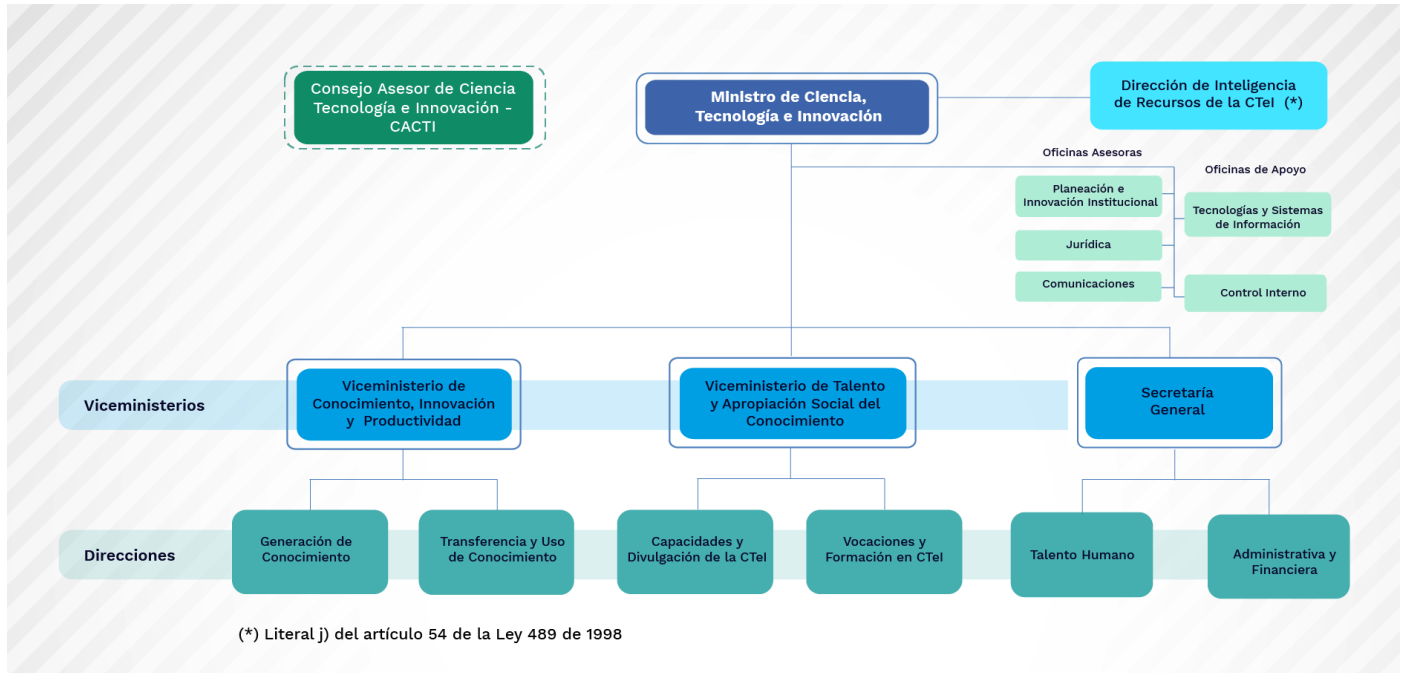 Consejo Asesor de Ciencia
Tecnología e Innovación -
CACTI
Ministro de Ciencia,
Tecnología e Innovación
Dirección de Inteligencia
de Recursos de la CTeI (*)
Oficinas Asesoras
Oficinas de Apoyo
Planeación e
Innovación Institucional
Tecnologías y Sistemas
de Información
Jurídica
Comunicaciones
Control Interno
Viceministerios
Viceministerio de
Conocimiento, Innovación
y Productividad
Viceministerio de Talento
y Apropiación Social del
Conocimiento
Secretaría
General
Direcciones
Generación de
Conocimiento
Transferencia y Uso
de Conocimiento
Capacidades y
Divulgación de la CTeI
Vocaciones y
Formación en CTeI
Talento Humano
Administrativa y
Financiera
(*) Literal j) del artículo 54 de la Ley 489 de 1998